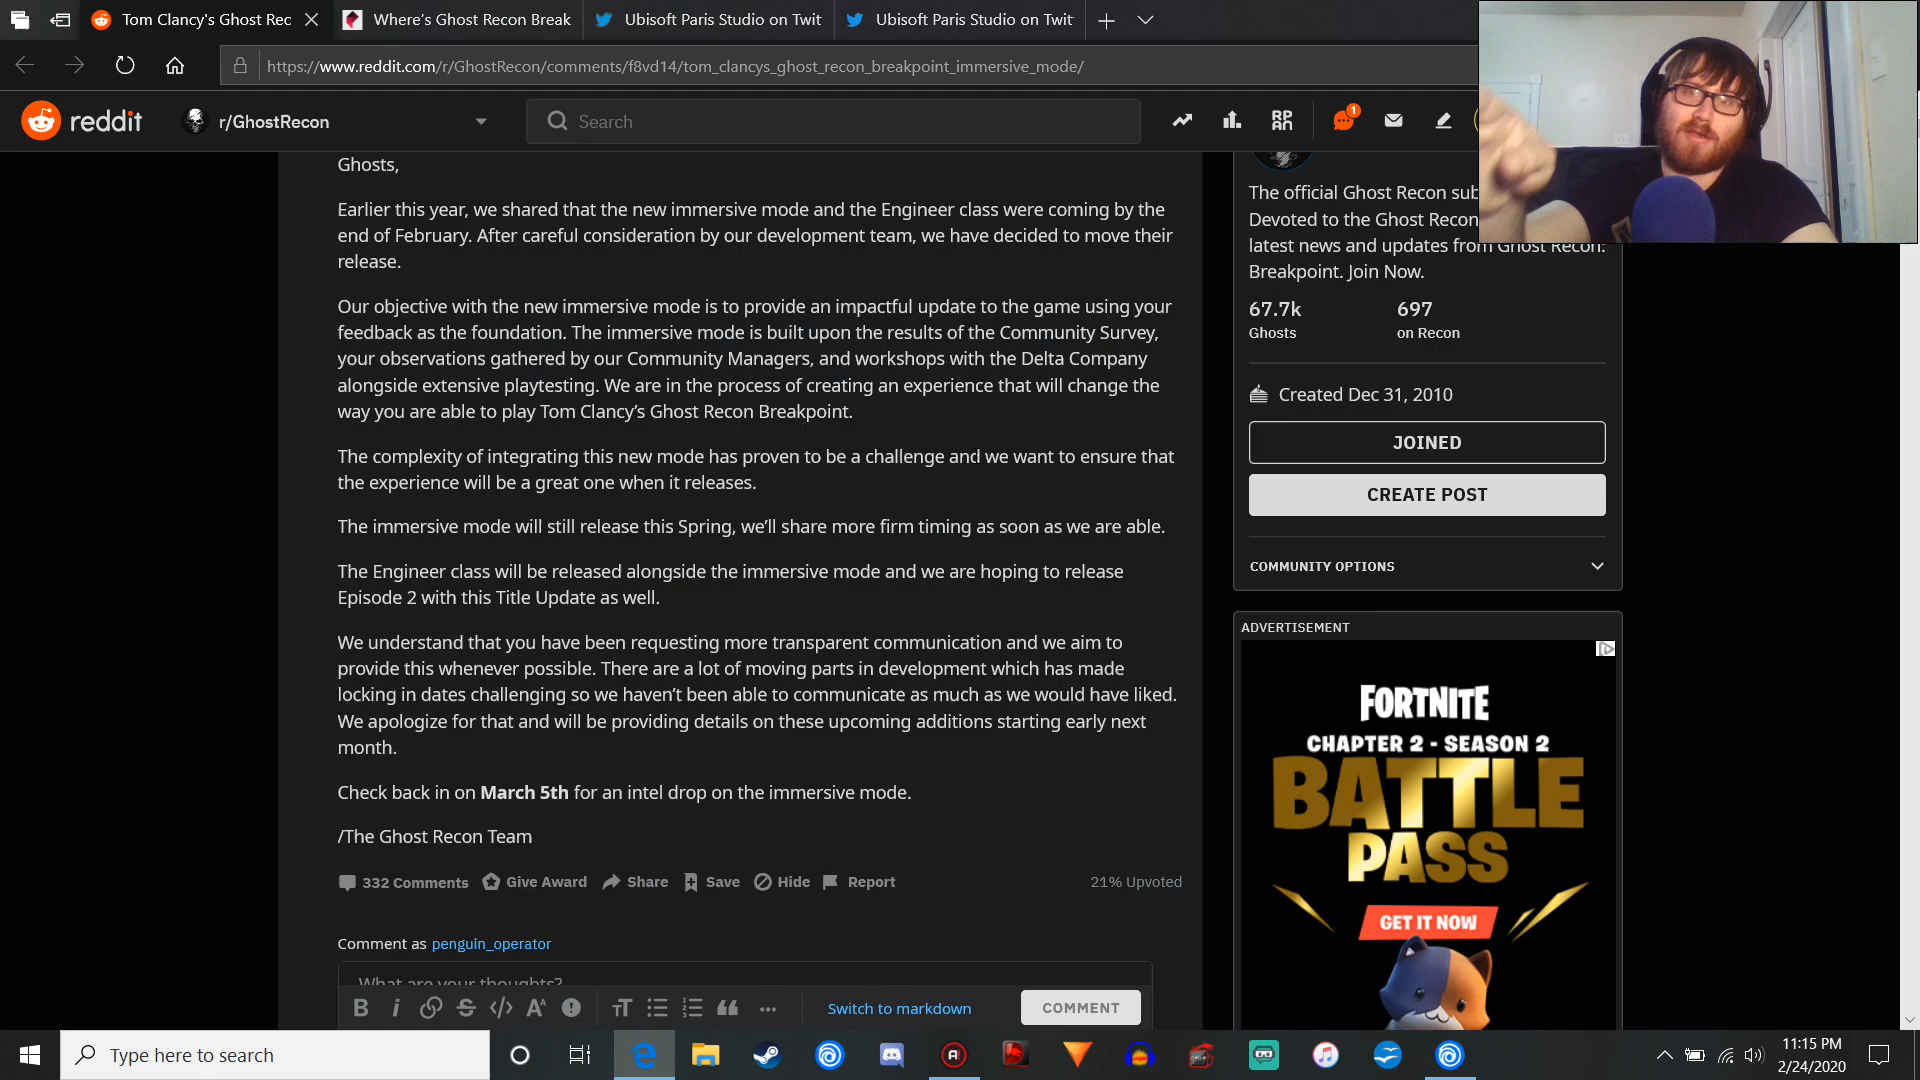 Tom Clancy's Ghost Rec
Where's Ghost Recon Break
Ubisoft Paris Studio on Twit
Ubisoft Paris Studio on Twit
https://www.reddit.com/r/GhostRecon/comments/f8vd14/tom_clancys_ghost_recon_breakpoint_immersive_mode/
reddit
r/GhostRecon
Search
1
Ghosts,
Earlier this year, we shared that the new immersive mode and the Engineer class were coming by the
end of February. After careful consideration by our development team, we have decided to move their
release.
Our objective with the new immersive mode is to provide an impactful update to the game using your
feedback as the foundation. The immersive mode is built upon the results of the Community Survey,
your observations gathered by our Community Managers, and workshops with the Delta Company
alongside extensive playtesting. We are in the process of creating an experience that will change the
way you are able to play Tom Clancy's Ghost Recon Breakpoint.
The complexity of integrating this new mode has proven to be a challenge and we want to ensure that
the experience will be a great one when it releases.
The immersive mode will still release this Spring, we'll share more firm timing as soon as we are able.
The Engineer class will be released alongside the immersive mode and we are hoping to release
Episode 2 with this Title Update as well.
We understand that you have been requesting more transparent communication and we aim to
provide this whenever possible. There are a lot of moving parts in development which has made
locking in dates challenging so we haven't been able to communicate as much as we would have liked.
We apologize for that and will be providing details on these upcoming additions starting early next
month.
Check back in on March 5th for an intel drop on the immersive mode.
/The Ghost Recon Team
332 Comments
Give Award
Share
Save
Hide
Report
21% Upvoted
Comment as penguin_operator
What are your thoughts?
Switch to markdown
COMMENT
The official Ghost Recon sub
Devoted to the Ghost Recon
latest news and updates from Ghost Recon:
Breakpoint. Join Now.
67.7k
697
Ghosts
on Recon
Created Dec 31, 2010
JOINED
CREATE POST
COMMUNITY OPTIONS
ADVERTISEMENT
FORTNITE
CHAPTER 2 - SEASON 2
BATTLE
PASS
GET IT NOW
Type here to search
11:15 PM
2/24/2020